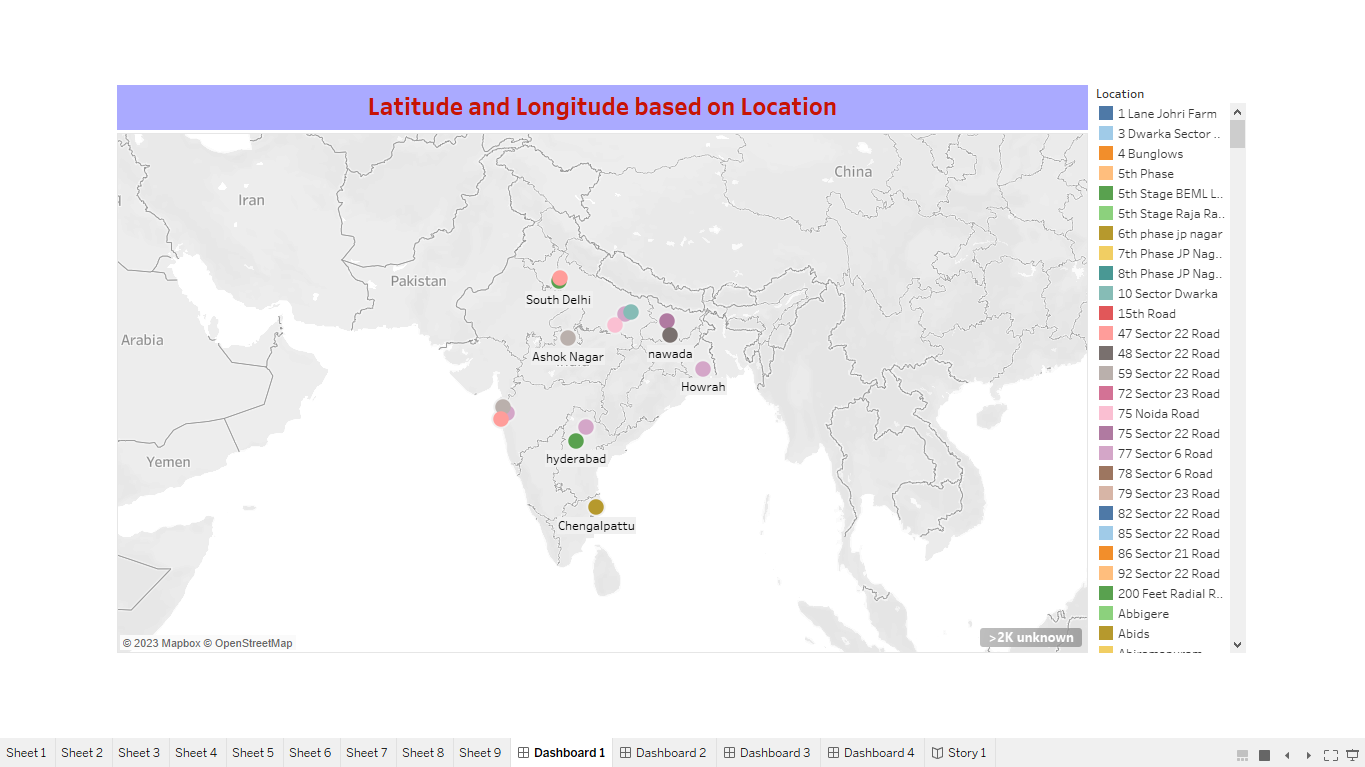 Latitude and Longitude based on Location
China
Iran
Pakistan
Arabia
Yemen
South Delhi
Ashok Nagar
nawada
Howrah
hyderabad
Chengalpattu
© 2023 Mapbox © OpenStreetMap
>2K unknown
Location
1 Lane Johri Farm
3 Dwarka Sector ..
4 Bunglows
5th Phase
5th Stage BEML L..
5th Stage Raja Ra..
6th phase jp nagar
7th Phase JP Nag..
8th Phase JP Nag..
10 Sector Dwarka
15th Road
47 Sector 22 Road
48 Sector 22 Road
59 Sector 22 Road
72 Sector 23 Road
75 Noida Road
75 Sector 22 Road
77 Sector 6 Road
78 Sector 6 Road
79 Sector 23 Road
82 Sector 22 Road
85 Sector 22 Road
86 Sector 21 Road
92 Sector 22 Road
200 Feet Radial R..
Abbigere
Abids
Sheet 1 Sheet 2 Sheet 3 Sheet 4 Sheet 5 Sheet 6 Sheet 7 Sheet 8 Sheet 9 Dashboard 1 Dashboard 2 Dashboard 3 Dashboard 4 Story 1